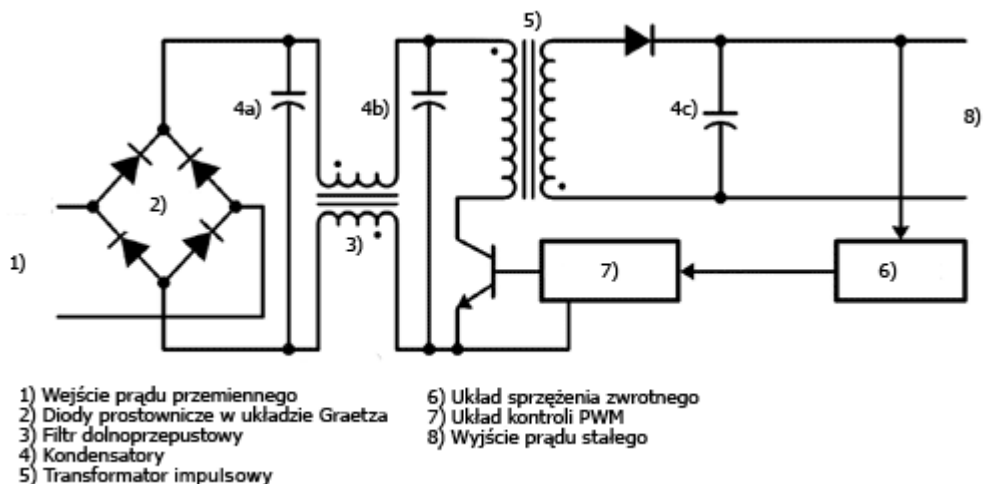 5)
4a)
4b)
4c)
8)
2)
3)
1)
7)
6)
1) Wejście prądu przemiennego
2) Diody prostownicze w układzie Graetza
3) Filtr dolnoprzepustowy
4) Kondensatory
5) Transformator impulsowy
6) Układ sprzężenia zwrotnego
7) Układ kontroli PWM
8) Wyjście prądu stałego